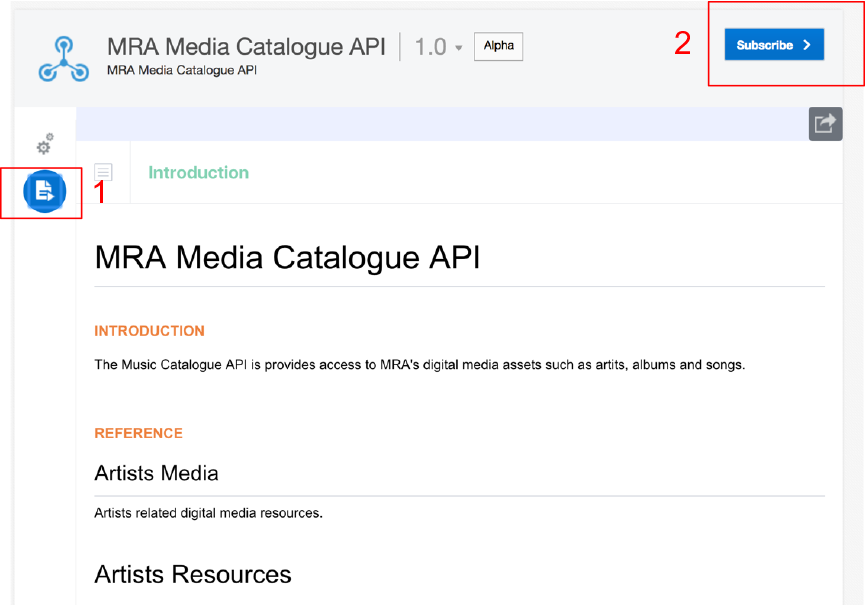 MRA Media Catalogue API 1.0 Alpha
MRA Media Catalogue API
2
Subscribe
1
Introduction
MRA Media Catalogue API
INTRODUCTION
The Music Catalogue API is provides access to MRA's digital media assets such as artits, albums and songs.
REFERENCE
Artists Media
Artists related digital media resources.
Artists Resources